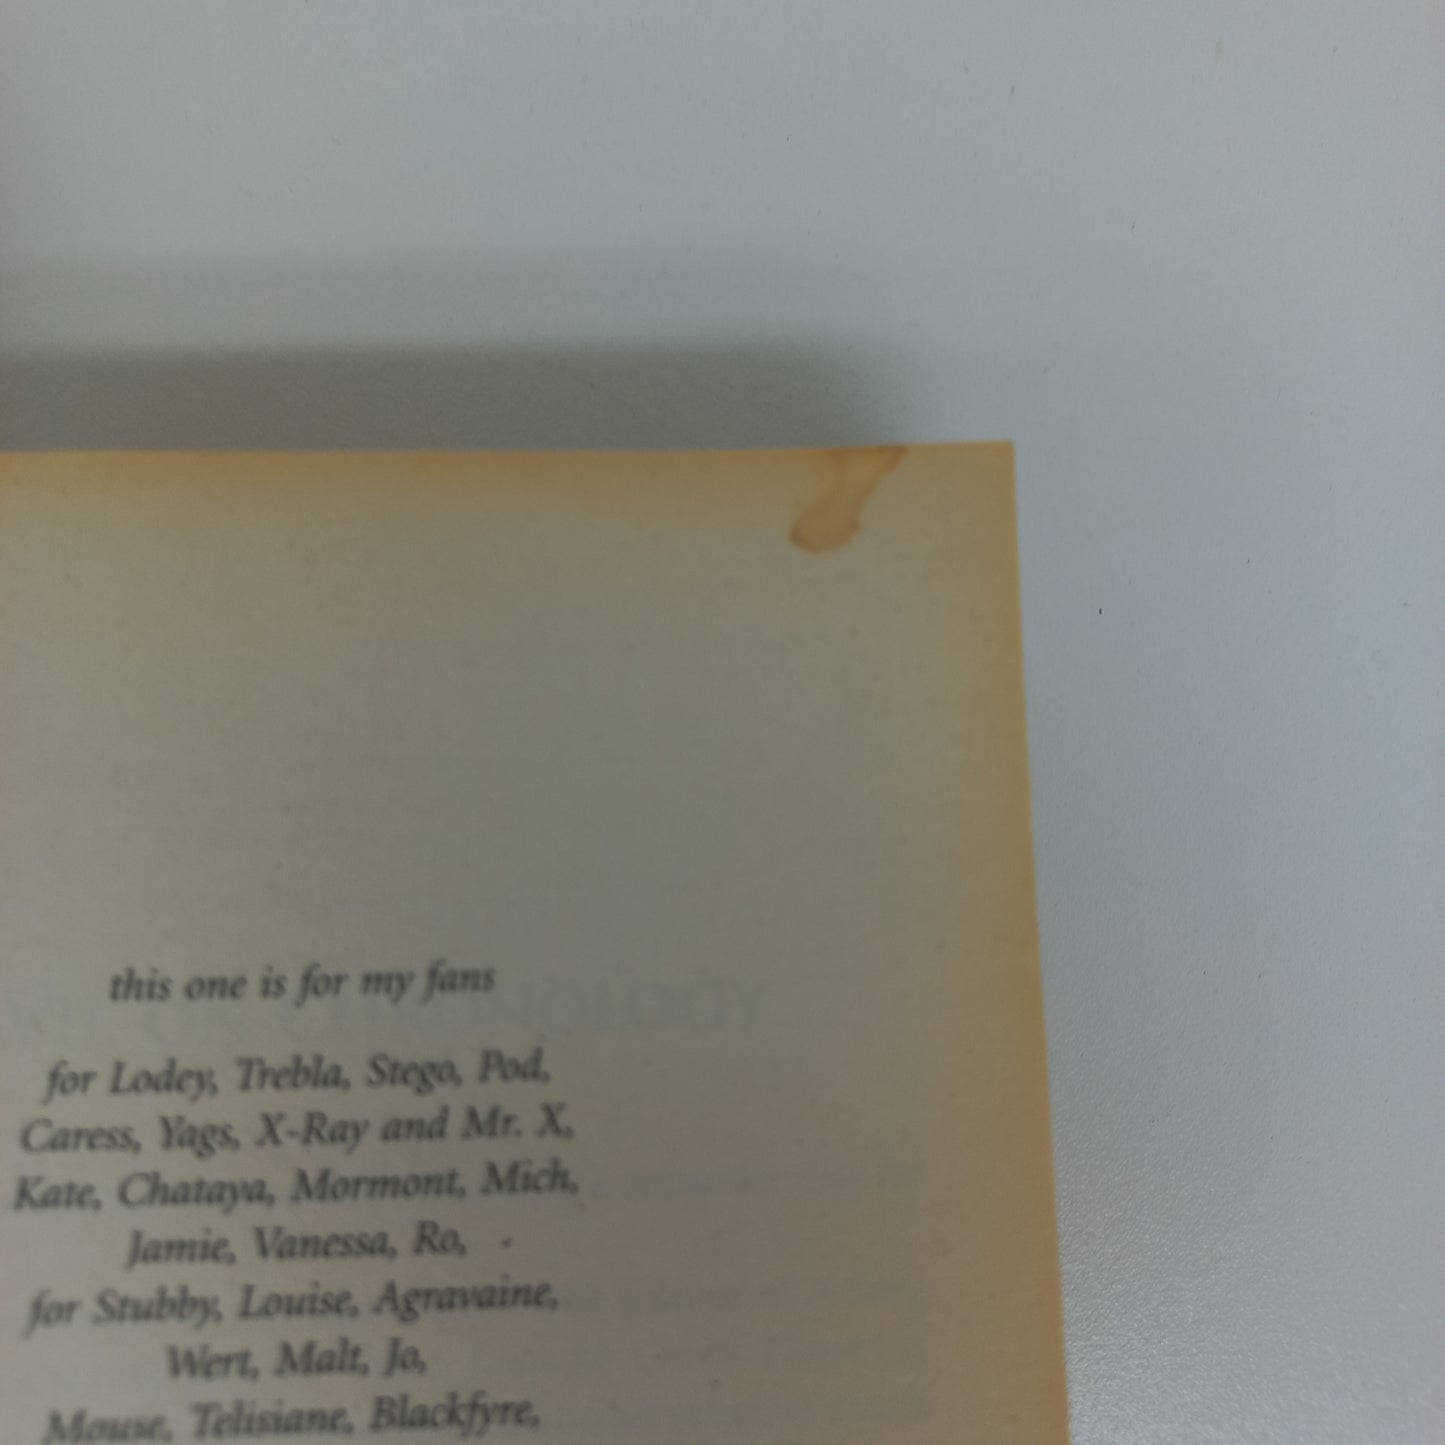 this one is for my fans
for Lodey, Trebla, Stego, Pod,
Caress, Yags, X-Ray and Mr. X,
Kate, Chataya, Mormont, Mich,
Jamie, Vanessa, Ro,
for Stubby, Louise, Agravaine,
Wert, Malt, Jo,
Mouse, Telisiane, Blackfyre,